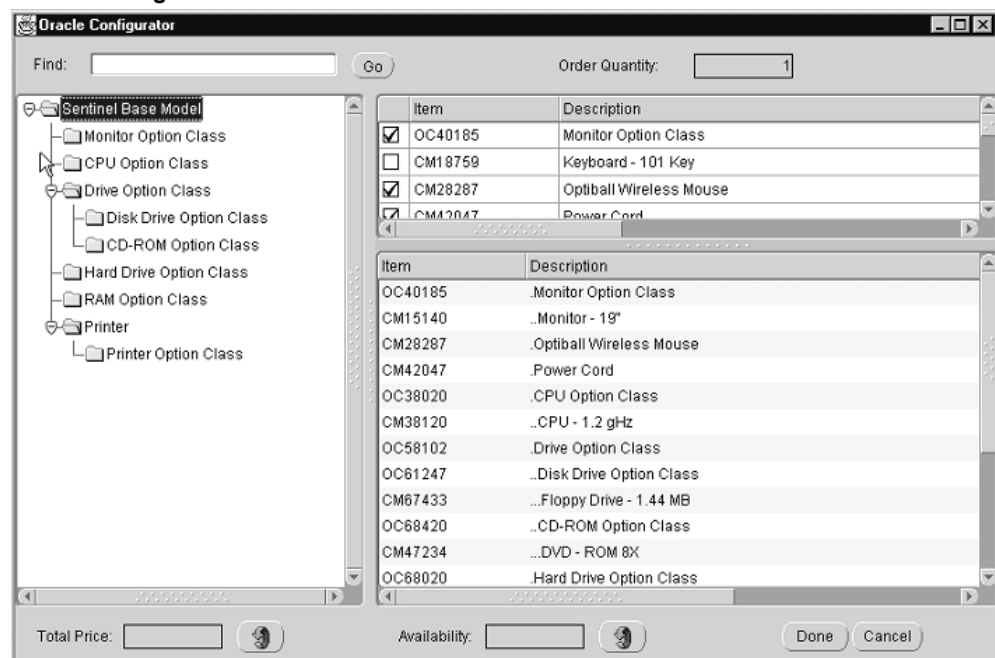 Oracle Configurator
Find:
Go
Order Quantity:
1
Sentinel Base Model
Monitor Option Class
CPU Option Class
Drive Option Class
Disk Drive Option Class
CD-ROM Option Class
Hard Drive Option Class
RAM Option Class
Printer
Printer Option Class
Item Description
OC40185 Monitor Option Class
CM18759 Keyboard - 101 Key
CM28287 Optiball Wireless Mouse
CM42047 Power Cord
Item Description
OC40185 .Monitor Option Class
CM15140 ..Monitor - 19"
CM28287 .Optiball Wireless Mouse
CM42047 .Power Cord
OC38020 .CPU Option Class
CM38120 ..CPU - 1.2 gHz
OC58102 .Drive Option Class
OC61247 ..Disk Drive Option Class
CM67433 ...Floppy Drive - 1.44 MB
OC68420 ..CD-ROM Option Class
CM47234 ...DVD - ROM 8X
OC68020 .Hard Drive Option Class
Total Price:
Availability:
Done
Cancel